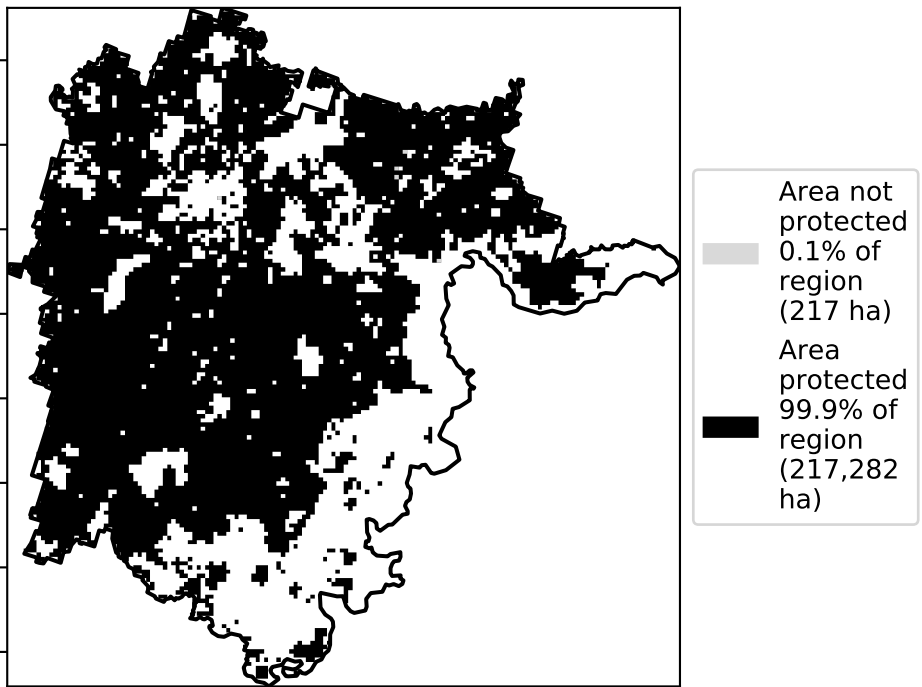 Area not
protected
0.1% of
region
(217 ha)
Area
protected
99.9% of
region
(217,282
ha)